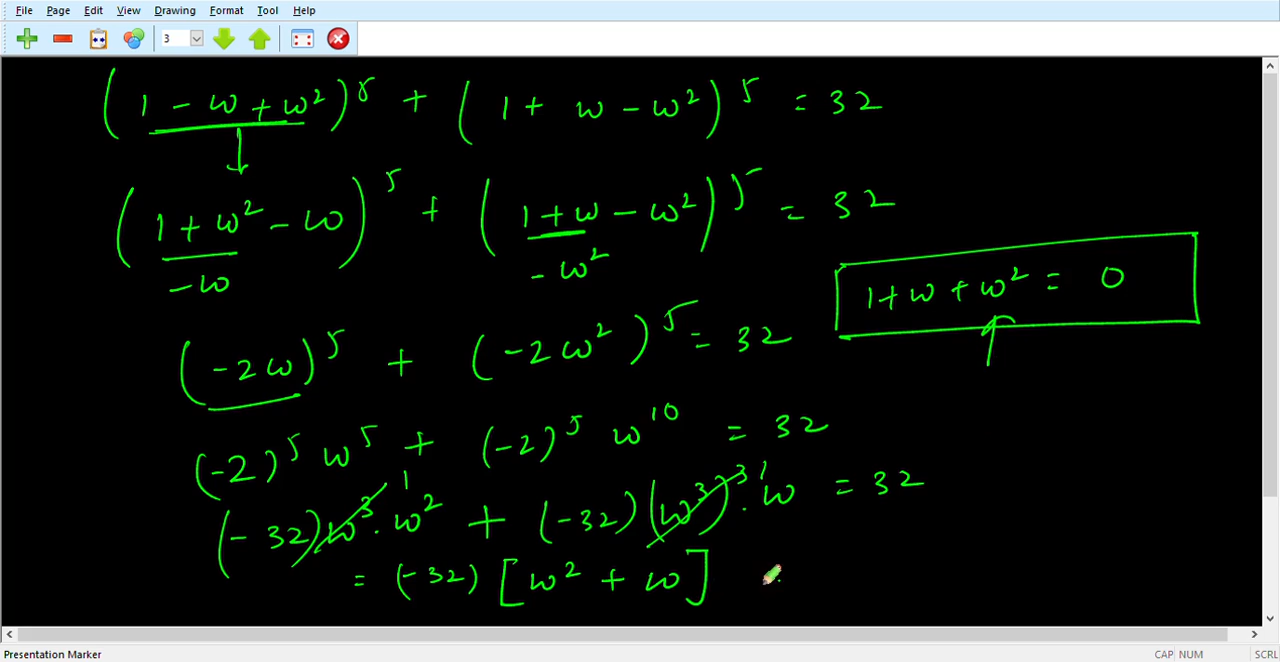 File Page Edit View Drawing Format Tool Help
3
(1 - ω + ω²)⁵ + (1 + ω - ω²)⁵ = 32
(1 + ω² - ω)⁵ + (1 + ω - ω²)⁵ = 32
-ω -ω²
1 + ω + ω² = 0
(-2ω)⁵ + (-2ω²)⁵ = 32
(-2)⁵ ω⁵ + (-2)⁵ ω¹⁰ = 32
1 1
(-32) ω³ . ω² + (-32) (ω³)³ . ω = 32
= (-32) [ω² + ω]
Presentation Marker CAP NUM SCRL